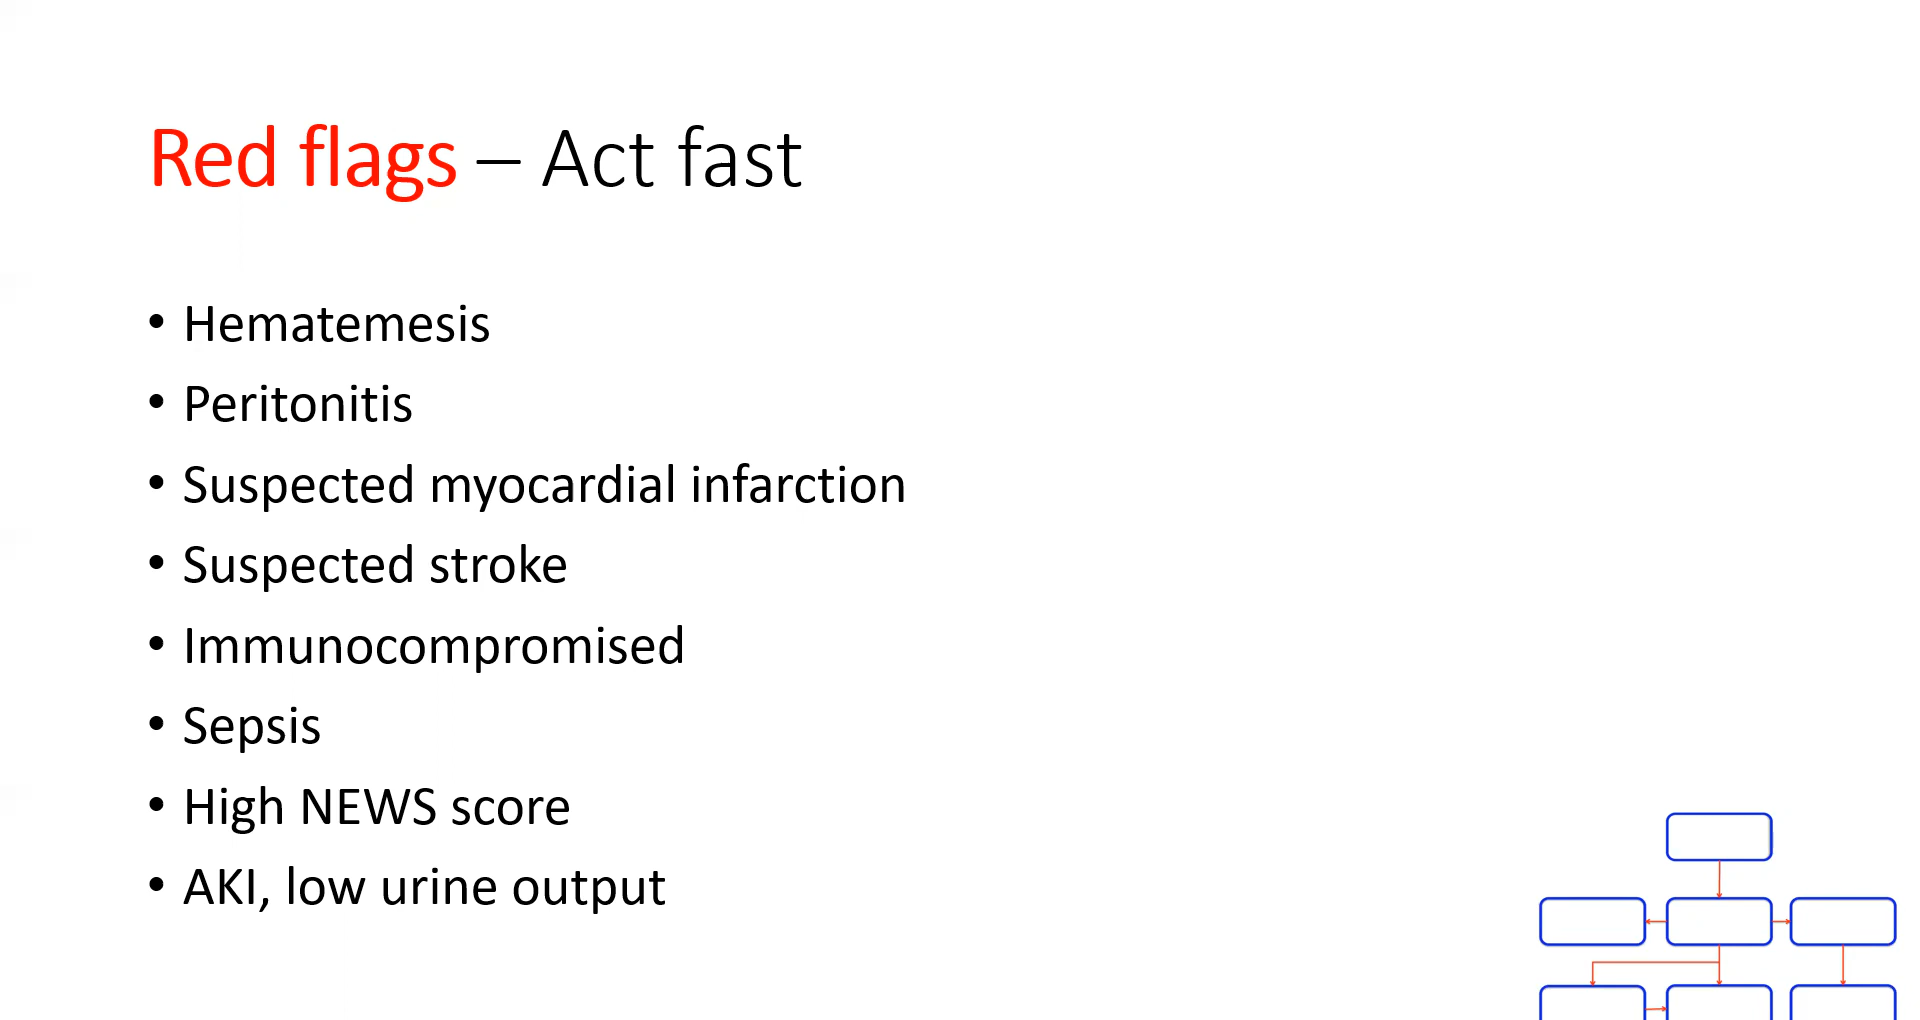 Red flags – Act fast
• Hematemesis
• Peritonitis
• Suspected myocardial infarction
• Suspected stroke
• Immunocompromised
• Sepsis
• High NEWS score
• AKI, low urine output